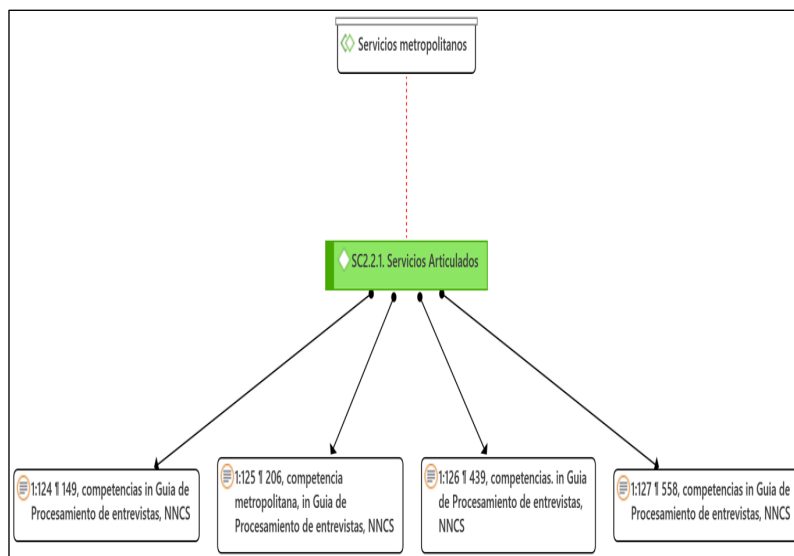 Servicios metropolitanos
SC2.2.1. Servicios Articulados
1:124 ¶ 149, competencias in Guia de
Procesamiento de entrevistas, NNCS
1:125 ¶ 206, competencia
metropolitana, in Guia de
Procesamiento de entrevistas, NNCS
1:126 ¶ 439, competencias. in Guia
de Procesamiento de entrevistas,
NNCS
1:127 ¶ 558, competencias in Guia de
Procesamiento de entrevistas, NNCS